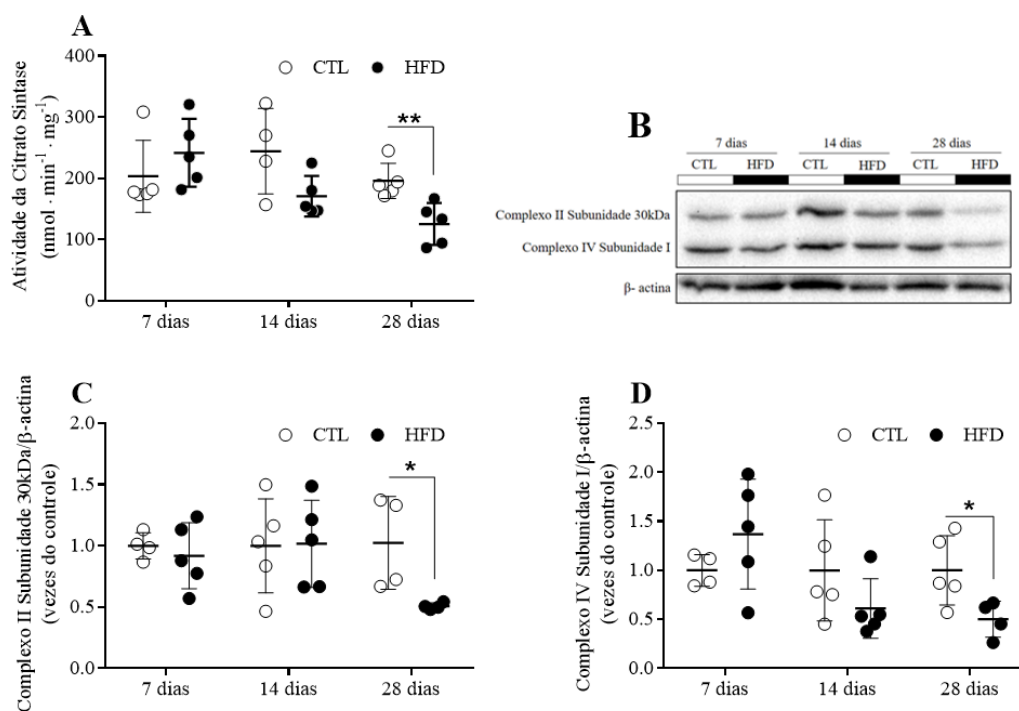 A
Atividade da Citrato Sintase
(nmol · min⁻¹ · mg⁻¹)
400
300
200
100
0
CTL HFD
**
7 dias 14 dias 28 dias
B
7 dias 14 dias 28 dias
CTL HFD CTL HFD CTL HFD
Complexo II Subunidade 30kDa
Complexo IV Subunidade I
β- actina
C
Complexo II Subunidade 30kDa/β-actina
(vezes do controle)
2.0
1.5
1.0
0.5
0.0
CTL HFD
*
7 dias 14 dias 28 dias
D
Complexo IV Subunidade I/β-actina
(vezes do controle)
2.5
2.0
1.5
1.0
0.5
0.0
CTL HFD
*
7 dias 14 dias 28 dias